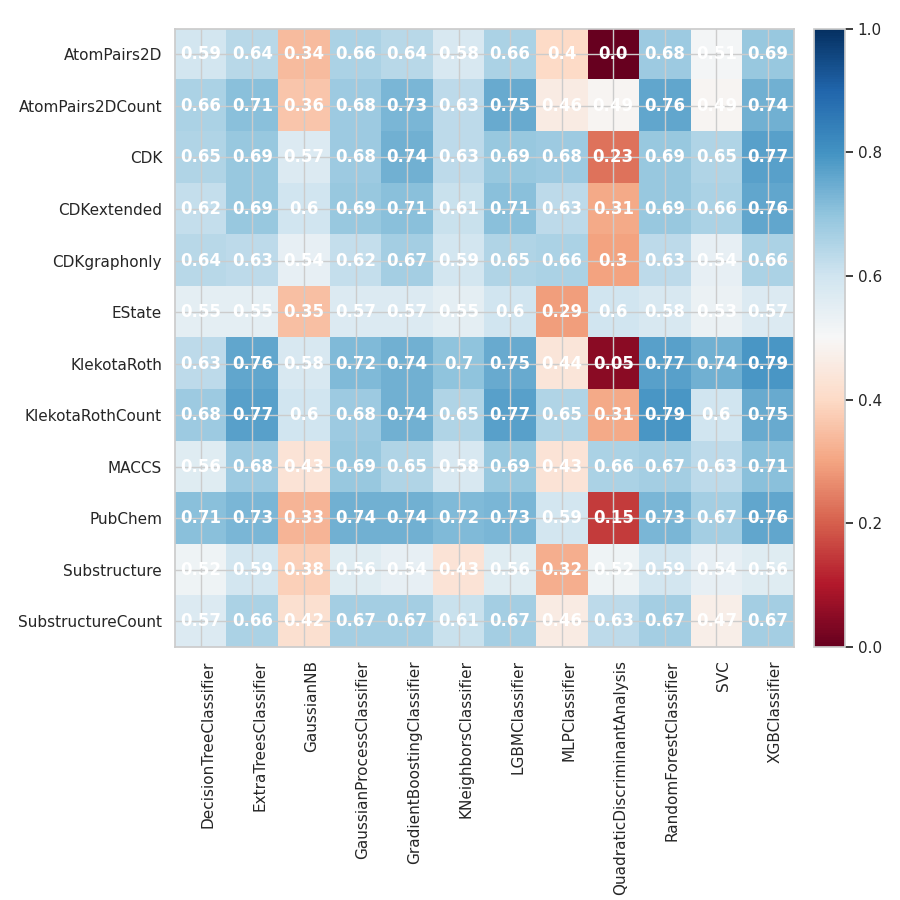 AtomPairs2D 0.59 0.64 0.34 0.66 0.64 0.58 0.66 0.4 0.0 0.68 0.51 0.69
AtomPairs2DCount 0.66 0.71 0.36 0.68 0.73 0.63 0.75 0.46 0.49 0.76 0.49 0.74
CDK 0.65 0.69 0.57 0.68 0.74 0.63 0.69 0.68 0.23 0.69 0.65 0.77
CDKextended 0.62 0.69 0.6 0.69 0.71 0.61 0.71 0.63 0.31 0.69 0.66 0.76
CDKgraphonly 0.64 0.63 0.54 0.62 0.67 0.59 0.65 0.66 0.3 0.63 0.54 0.66
EState 0.55 0.55 0.35 0.57 0.57 0.55 0.6 0.29 0.6 0.58 0.53 0.57
KlekotaRoth 0.63 0.76 0.58 0.72 0.74 0.7 0.75 0.44 0.05 0.77 0.74 0.79
KlekotaRothCount 0.68 0.77 0.6 0.68 0.74 0.65 0.77 0.65 0.31 0.79 0.6 0.75
MACCS 0.56 0.68 0.43 0.69 0.65 0.58 0.69 0.43 0.66 0.67 0.63 0.71
PubChem 0.71 0.73 0.33 0.74 0.74 0.72 0.73 0.59 0.15 0.73 0.67 0.76
Substructure 0.52 0.59 0.38 0.56 0.54 0.43 0.56 0.32 0.52 0.59 0.54 0.56
SubstructureCount 0.57 0.66 0.42 0.67 0.67 0.61 0.67 0.46 0.63 0.67 0.47 0.67
DecisionTreeClassifier
ExtraTreesClassifier
GaussianNB
GaussianProcessClassifier
GradientBoostingClassifier
KNeighborsClassifier
LGBMClassifier
MLPClassifier
QuadraticDiscriminantAnalysis
RandomForestClassifier
SVC
XGBClassifier
1.0
0.8
0.6
0.4
0.2
0.0